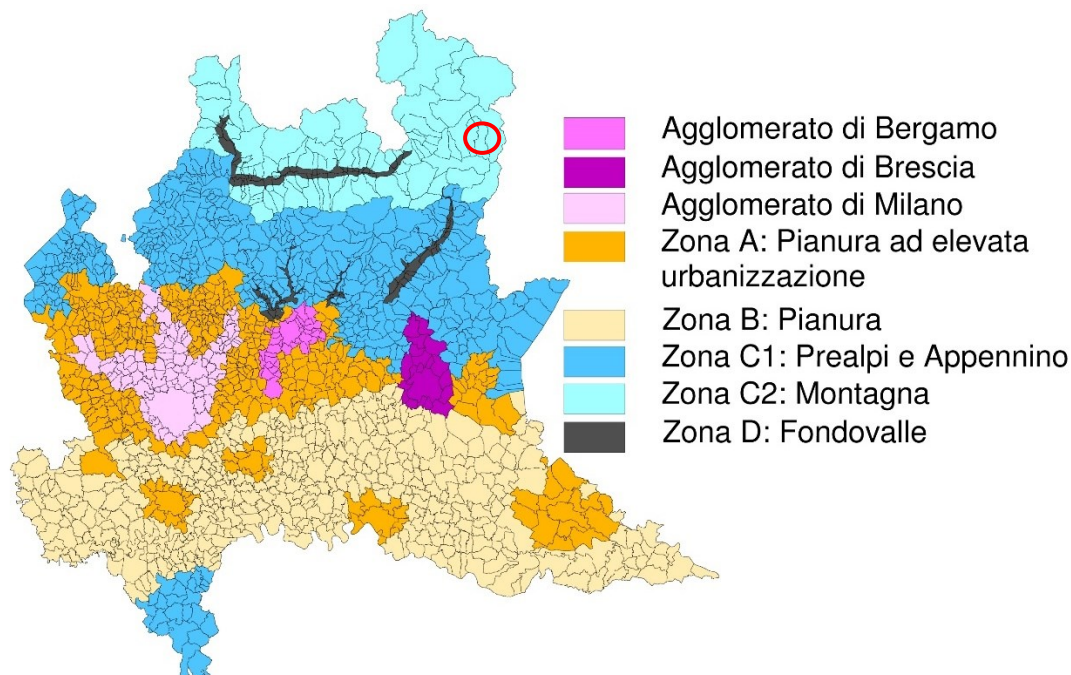 Agglomerato di Bergamo
Agglomerato di Brescia
Agglomerato di Milano
Zona A: Pianura ad elevata
urbanizzazione
Zona B: Pianura
Zona C1: Prealpi e Appennino
Zona C2: Montagna
Zona D: Fondovalle